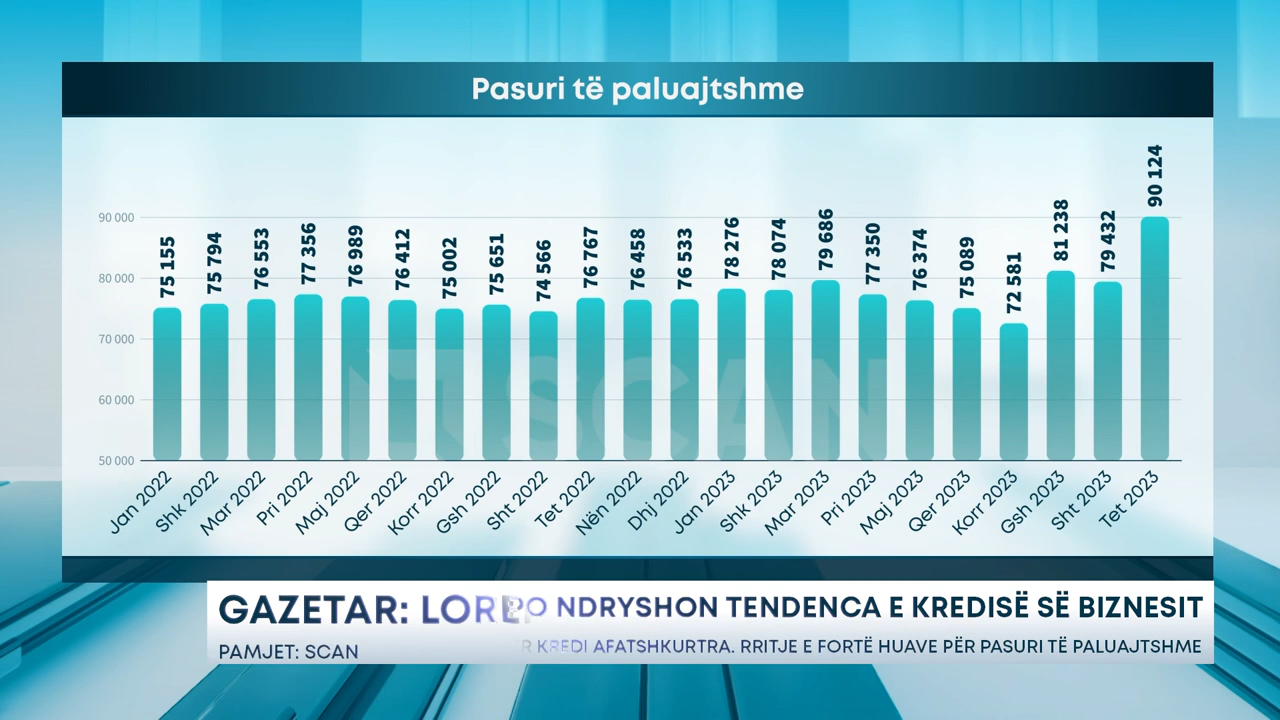 Pasuri të paluajtshme
90 000
80 000
70 000
60 000
50 000
75 155
75 794
76 553
77 356
76 989
76 412
75 002
75 651
74 566
76 767
76 458
76 533
78 276
78 074
79 686
77 350
76 374
75 089
72 581
81 238
79 432
90 124
Jan 2022
Shk 2022
Mar 2022
Pri 2022
Maj 2022
Qer 2022
Korr 2022
Gsh 2022
Sht 2022
Tet 2022
Nën 2022
Dhj 2022
Jan 2023
Shk 2023
Mar 2023
Pri 2023
Maj 2023
Qer 2023
Korr 2023
Gsh 2023
Sht 2023
Tet 2023
SCAN
GAZETAR: NDRYSHON TENDENCA E KREDISË SË BIZNESIT
PAMJET: SCAN
KREDI AFATSHKURTRA. RRITJE E FORTË HUAVE PËR PASURI TË PALUAJTSHME